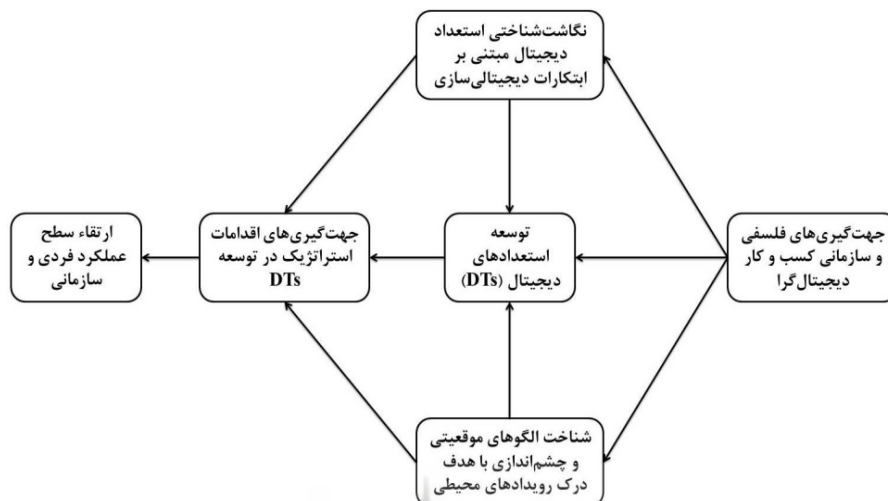 نگاشت‌شناختی استعداد
دیجیتال مبتنی بر
ابتکارات دیجیتالی‌سازی
جهت‌گیری‌های فلسفی
و سازمانی کسب و کار
دیجیتال‌گرا
توسعه
استعدادهای
دیجیتال (DTs)
جهت‌گیری‌های اقدامات
استراتژیک در توسعه
DTs
ارتقاء سطح
عملکرد فردی و
سازمانی
شناخت الگوهای موقعیتی
و چشم‌اندازی با هدف
درک رویدادهای محیطی